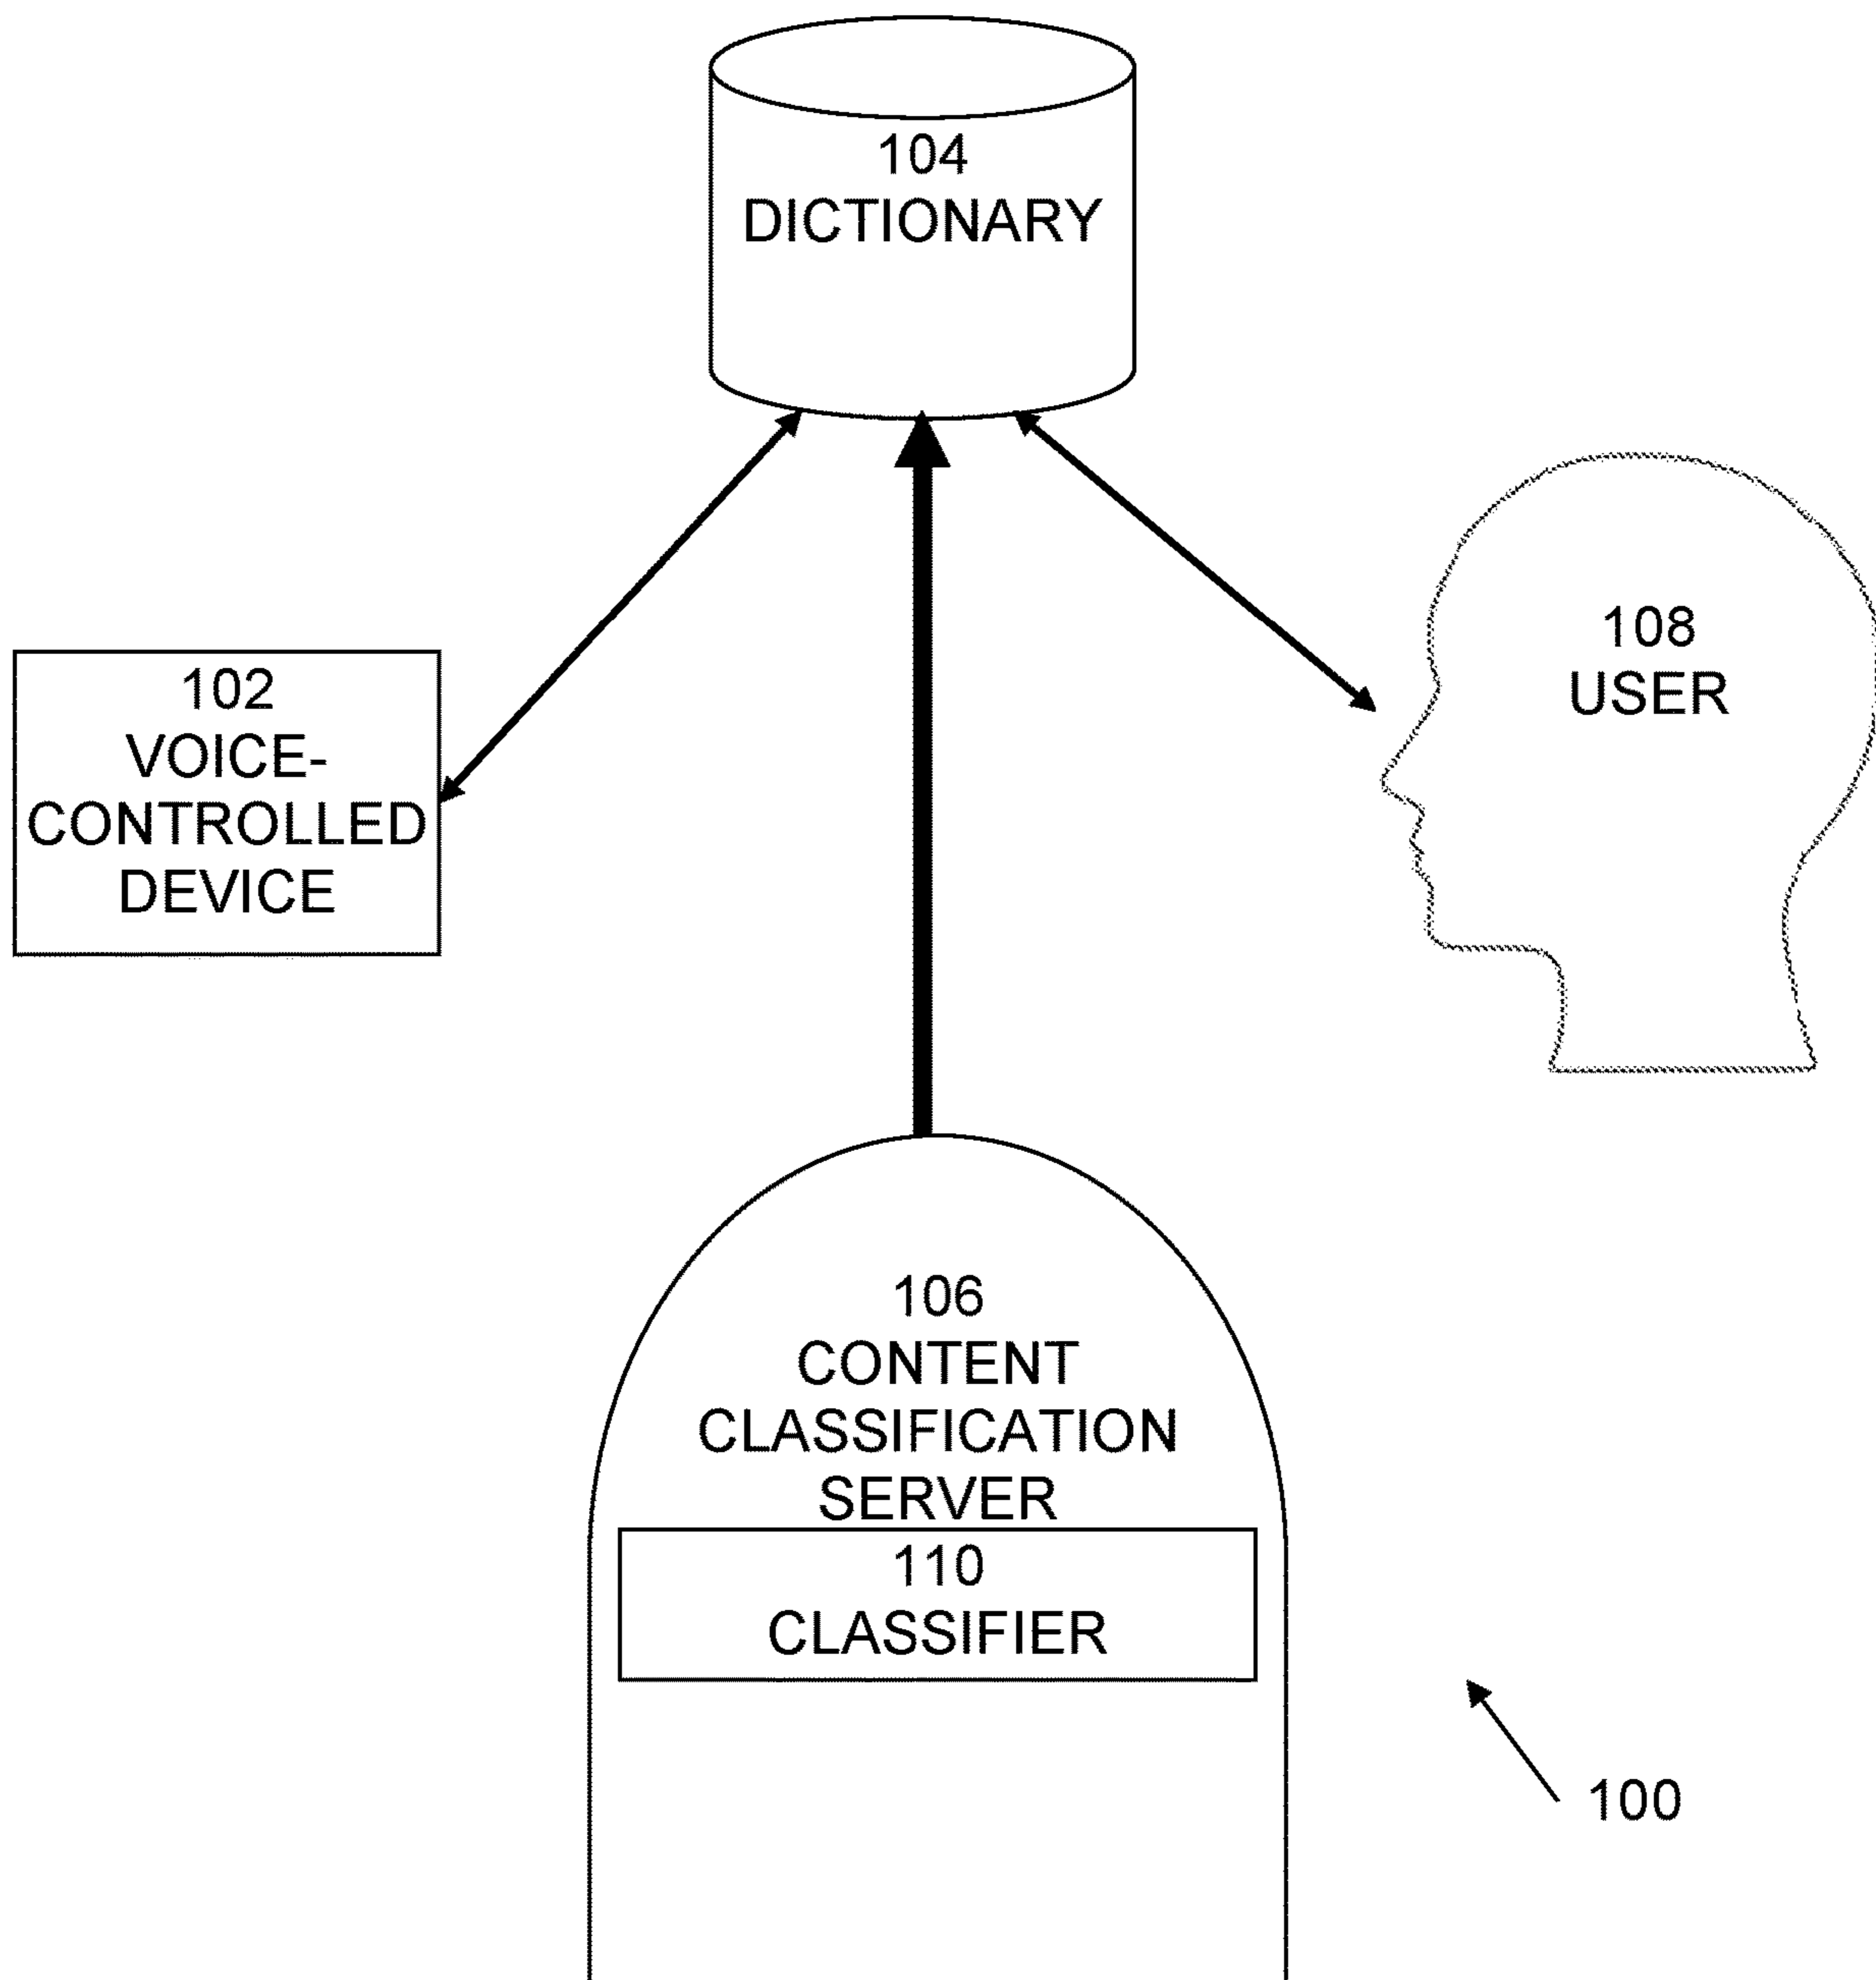 104
DICTIONARY
108
USER
102
VOICE-
CONTROLLED
DEVICE
106
CONTENT
CLASSIFICATION
SERVER
110
CLASSIFIER
100